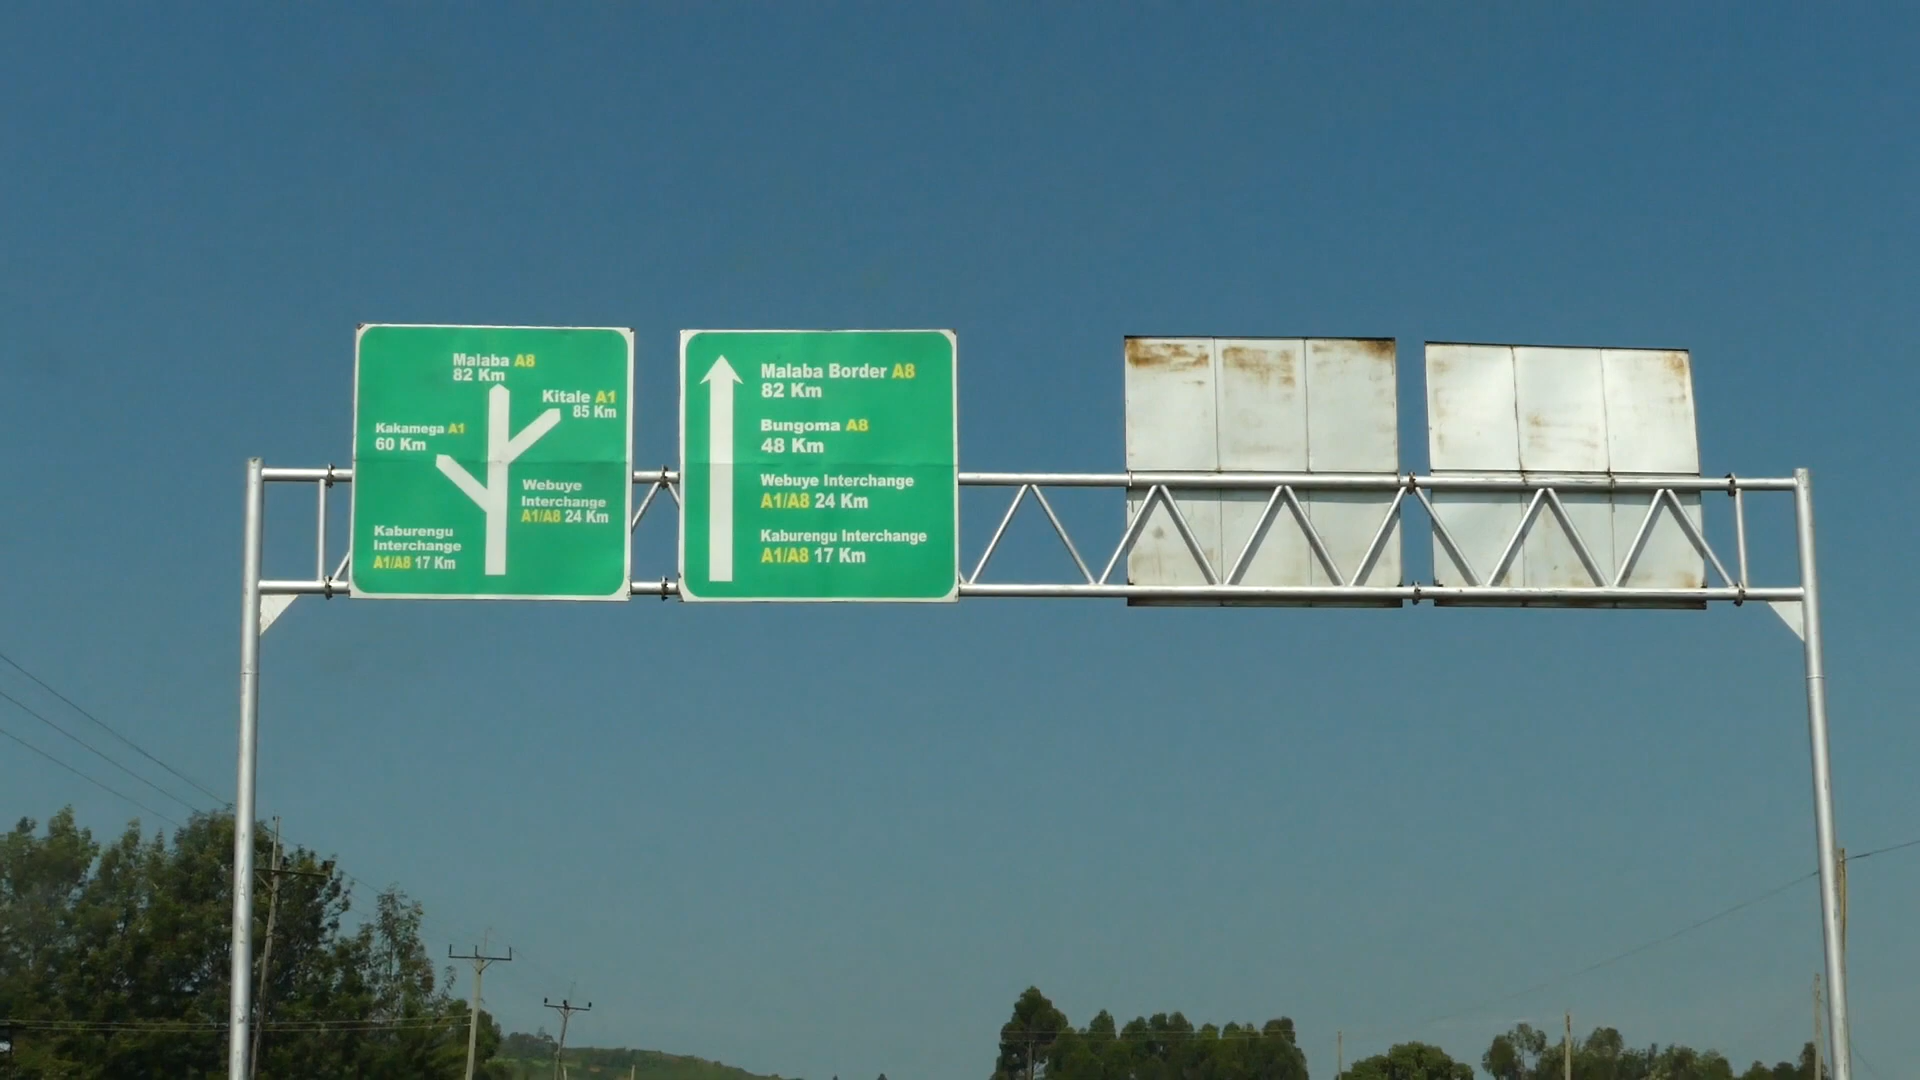 Malaba A8
82 Km
Kitale A1
85 Km
Kakamega A1
60 Km
Webuye
Interchange
A1/A8 24 Km
Kaburengu
Interchange
A1/A8 17 Km
Malaba Border A8
82 Km
Bungoma A8
48 Km
Webuye Interchange
A1/A8 24 Km
Kaburengu Interchange
A1/A8 17 Km